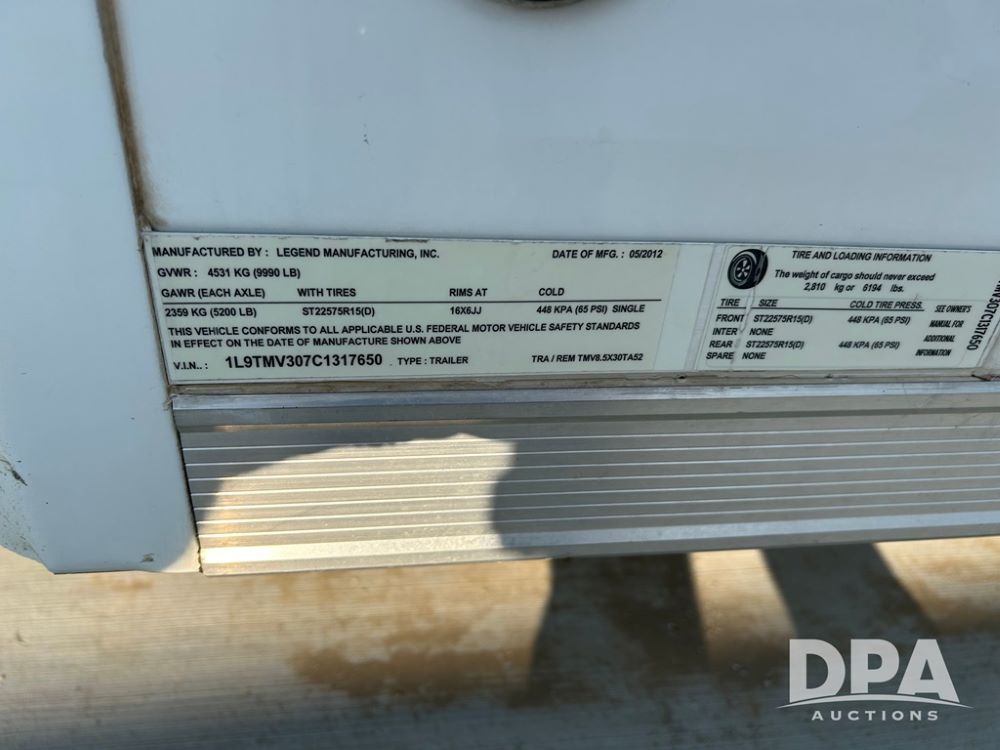 MANUFACTURED BY : LEGEND MANUFACTURING, INC. DATE OF MFG. : 05/2012
GVWR : 4531 KG (9990 LB)
GAWR (EACH AXLE) WITH TIRES RIMS AT COLD
2359 KG (5200 LB) ST22575R15(D) 16X6JJ 448 KPA (65 PSI) SINGLE
THIS VEHICLE CONFORMS TO ALL APPLICABLE U.S. FEDERAL MOTOR VEHICLE SAFETY STANDARDS
IN EFFECT ON THE DATE OF MANUFACTURE SHOWN ABOVE
V.I.N.. : 1L9TMV307C1317650 TYPE : TRAILER TRA / REM TMV8.5X30TA52
TIRE AND LOADING INFORMATION
The weight of cargo should never exceed
2,810 kg or 6194 lbs.
TIRE SIZE COLD TIRE PRESS.
FRONT ST22575R15(D) 448 KPA (65 PSI)
INTER NONE
REAR ST22575R15(D) 448 KPA (65 PSI)
SPARE NONE
SEE OWNER'S
MANUAL FOR
ADDITIONAL
INFORMATION
307C1317650
DPA
AUCTIONS